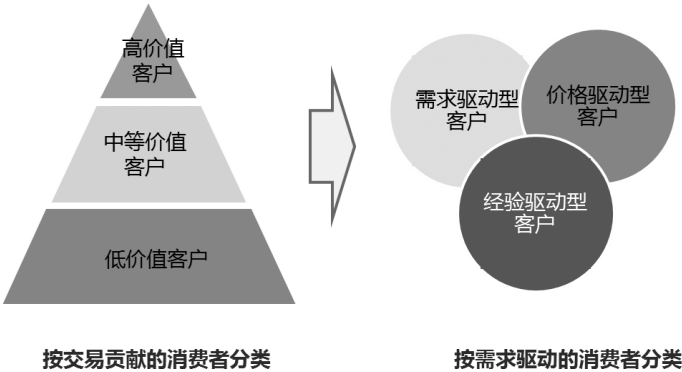 高价值
客户
中等价值
客户
低价值客户
需求驱动型
客户
价格驱动型
客户
经验驱动型
客户
按交易贡献的消费者分类
按需求驱动的消费者分类